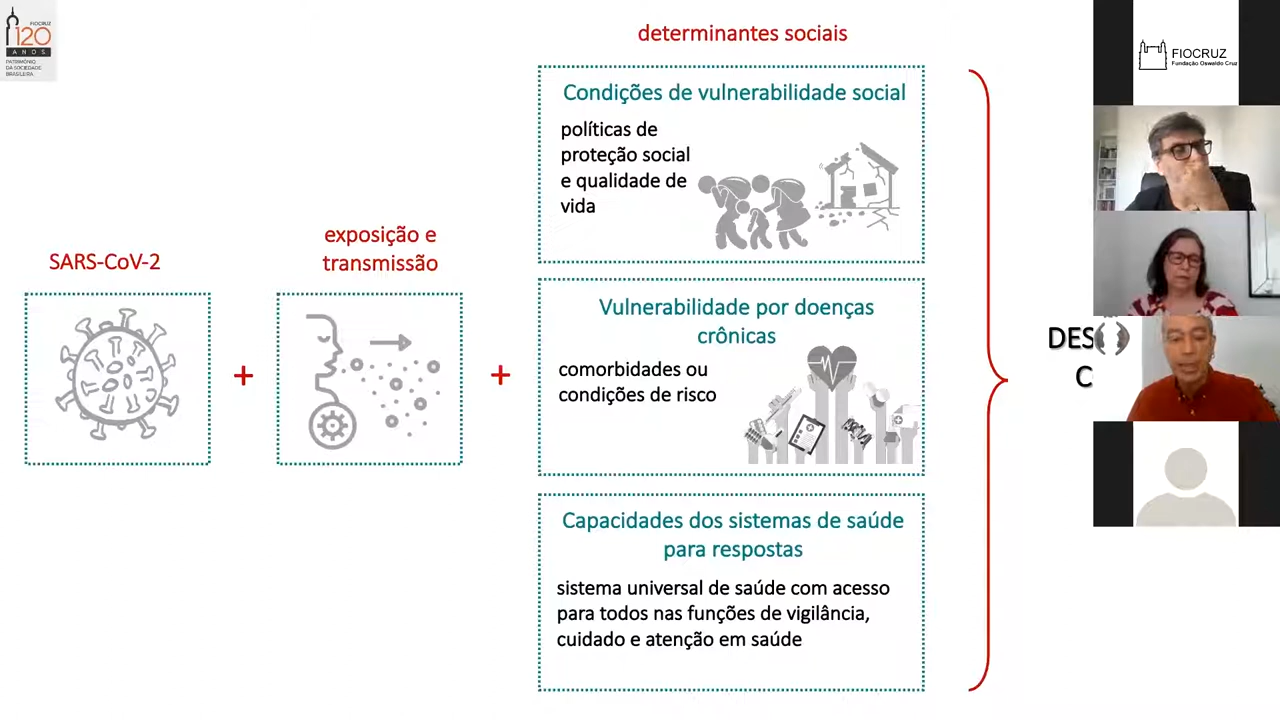 FIOCRUZ
120
ANOS
PATRIMÔNIO
DA SOCIEDADE
BRASILEIRA
determinantes sociais
Condições de vulnerabilidade social
políticas de
proteção social
e qualidade de
vida
SARS-CoV-2
exposição e
transmissão
+
+
Vulnerabilidade por doenças
crônicas
comorbidades ou
condições de risco
Capacidades dos sistemas de saúde
para respostas
sistema universal de saúde com acesso
para todos nas funções de vigilância,
cuidado e atenção em saúde
DES
C
FIOCRUZ
Fundação Oswaldo Cruz